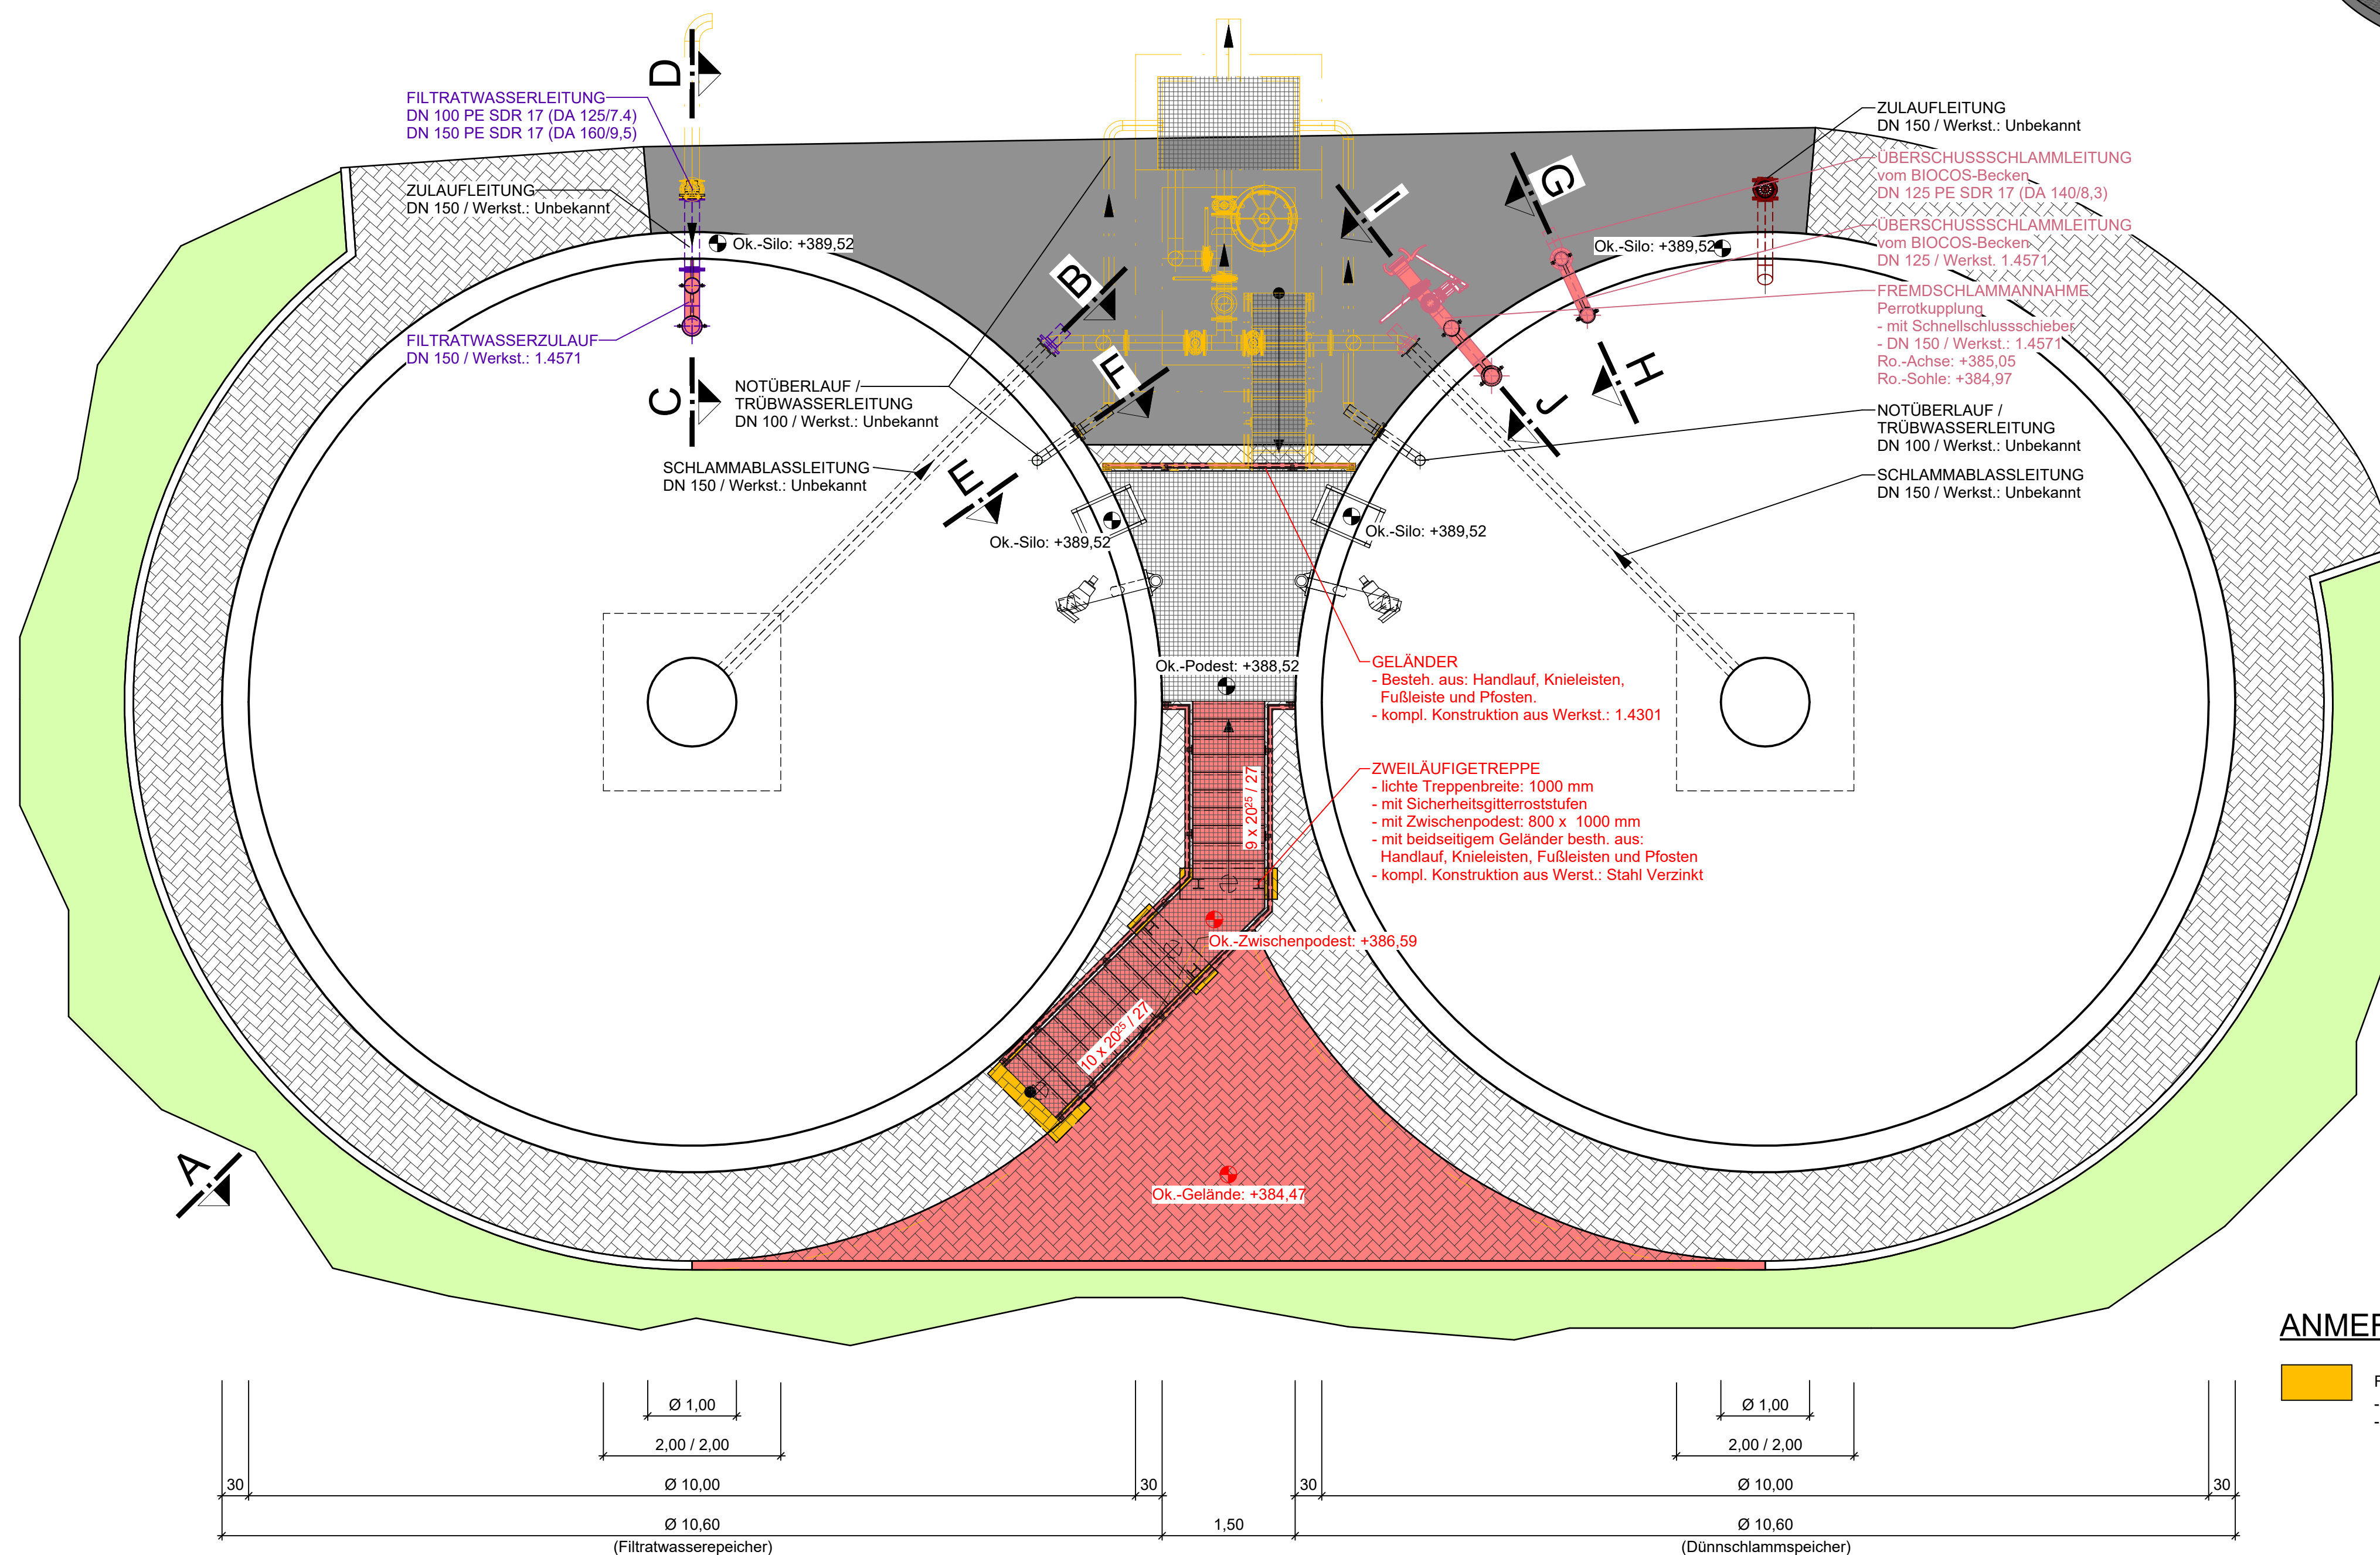 D
FILTRATWASSERLEITUNG
DN 100 PE SDR 17 (DA 125/7.4)
DN 150 PE SDR 17 (DA 160/9,5)
ZULAUFLEITUNG
DN 150 / Werkst.: Unbekannt
Ok.-Silo: +389,52
FILTRATWASSERZULAUF
DN 150 / Werkst.: 1.4571
C
B
F
E
NOTÜBERLAUF /
TRÜBWASSERLEITUNG
DN 100 / Werkst.: Unbekannt
SCHLAMMABLASSLEITUNG
DN 150 / Werkst.: Unbekannt
Ok.-Silo: +389,52
I
G
H
J
Ok.-Silo: +389,52
ZULAUFLEITUNG
DN 150 / Werkst.: Unbekannt
ÜBERSCHUSSSCHLAMMLEITUNG
vom BIOCOS-Becken
DN 125 PE SDR 17 (DA 140/8,3)
ÜBERSCHUSSSCHLAMMLEITUNG
vom BIOCOS-Becken
DN 125 / Werkst. 1.4571
FREMDSCHLAMMANNAHME
Perrotkupplung
- mit Schnellschlussschieber
- DN 150 / Werkst.: 1.4571
Ro.-Achse: +385,05
Ro.-Sohle: +384,97
NOTÜBERLAUF /
TRÜBWASSERLEITUNG
DN 100 / Werkst.: Unbekannt
SCHLAMMABLASSLEITUNG
DN 150 / Werkst.: Unbekannt
Ok.-Silo: +389,52
Ok.-Podest: +388,52
GELÄNDER
- Besteh. aus: Handlauf, Knieleisten,
Fußleiste und Pfosten.
- kompl. Konstruktion aus Werkst.: 1.4301
ZWEILÄUFIGETREPPE
- lichte Treppenbreite: 1000 mm
- mit Sicherheitsgitterroststufen
- mit Zwischenpodest: 800 x 1000 mm
- mit beidseitigem Geländer besth. aus:
Handlauf, Knieleisten, Fußleisten und Pfosten
- kompl. Konstruktion aus Werst.: Stahl Verzinkt
9 x 20²⁵ / 27
Ok.-Zwischenpodest: +386,59
10 x 20²⁵ / 27
A
Ok.-Gelände: +384,47
Ø 1,00
2,00 / 2,00
30
Ø 10,00
30
Ø 10,60
(Filtratwasserepeicher)
1,50
Ø 1,00
2,00 / 2,00
30
Ø 10,00
30
Ø 10,60
(Dünnschlammspeicher)